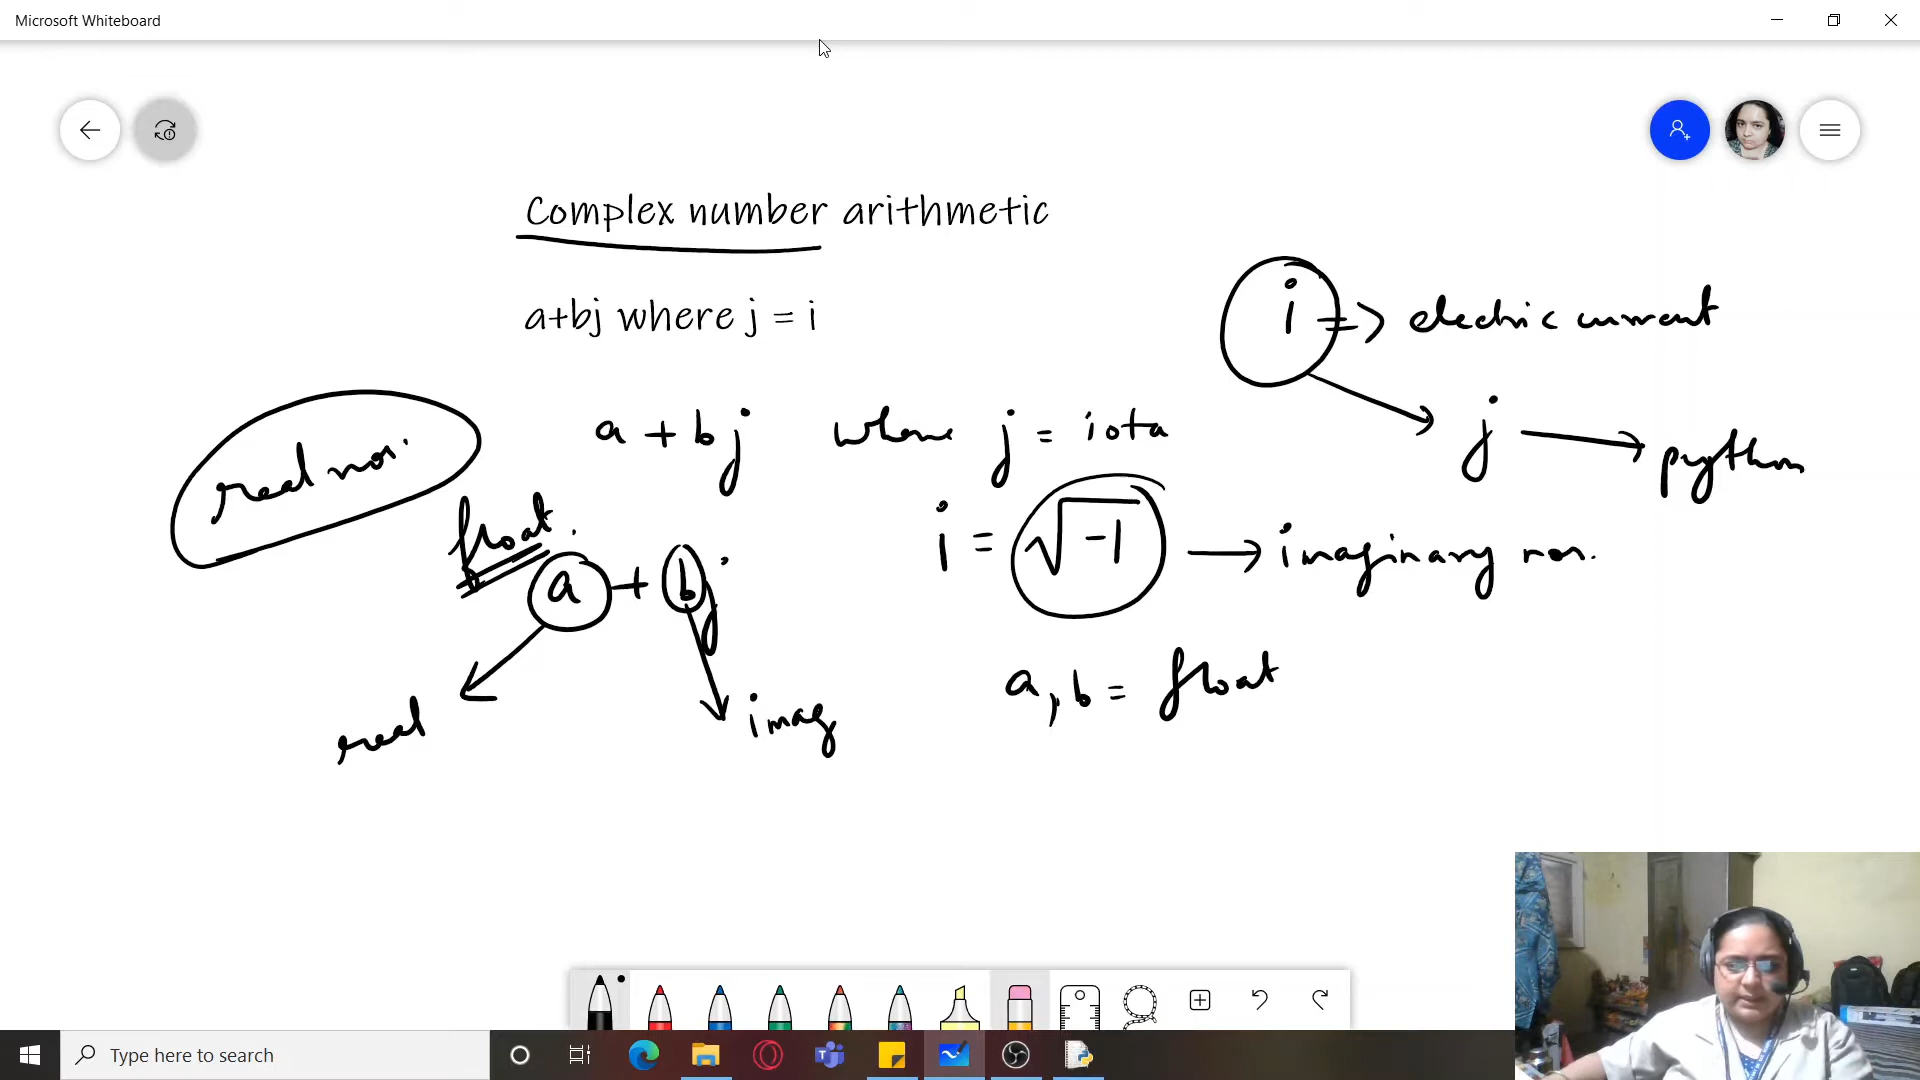 Microsoft Whiteboard
Complex number arithmetic
a+bj where j = i
i => electric current
j → python
real nos.
a + bj where j = iota
float.
i = √-1 → imaginary nos.
a + bj
a, b = float
real
imag
Type here to search